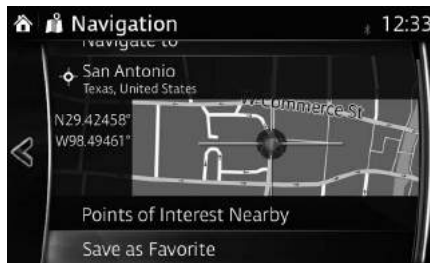 Navigation 12:33
Navigate to
San Antonio
Texas, United States
W Commerce St
N29.42458°
W98.49461°
Points of Interest Nearby
Save as Favorite